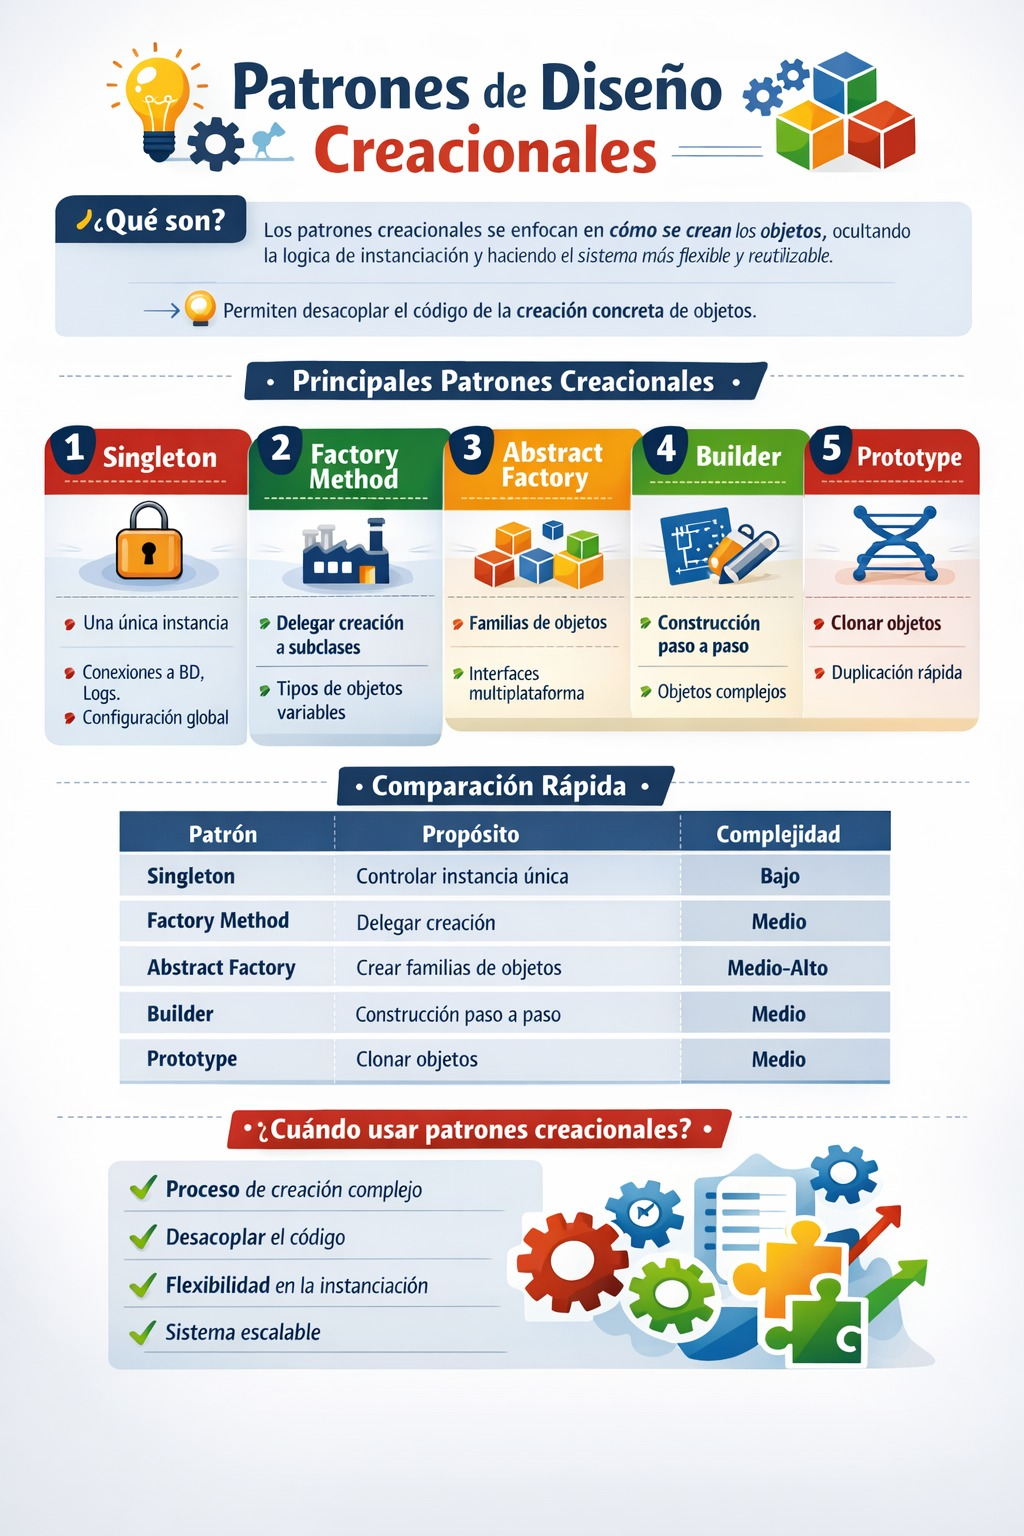 Patrones de Diseño
Creacionales
¿Qué son?
Los patrones creacionales se enfocan en cómo se crean los objetos, ocultando
la logica de instanciación y haciendo el sistema más flexible y reutilizable.
Permiten desacoplar el código de la creación concreta de objetos.
• Principales Patrones Creacionales •
1 Singleton
Una única instancia
Conexiones a BD,
Logs.
Configuración global
2 Factory
Method
Delegar creación
a subclases
Tipos de objetos
variables
3 Abstract
Factory
Familias de objetos
Interfaces
multiplataforma
4 Builder
Construcción
paso a paso
Objetos complejos
5 Prototype
Clonar objetos
Duplicación rápida
• Comparación Rápida •
Patrón Propósito Complejidad
Singleton Controlar instancia única Bajo
Factory Method Delegar creación Medio
Abstract Factory Crear familias de objetos Medio-Alto
Builder Construcción paso a paso Medio
Prototype Clonar objetos Medio
• ¿Cuándo usar patrones creacionales? •
Proceso de creación complejo
Desacoplar el código
Flexibilidad en la instanciación
Sistema escalable